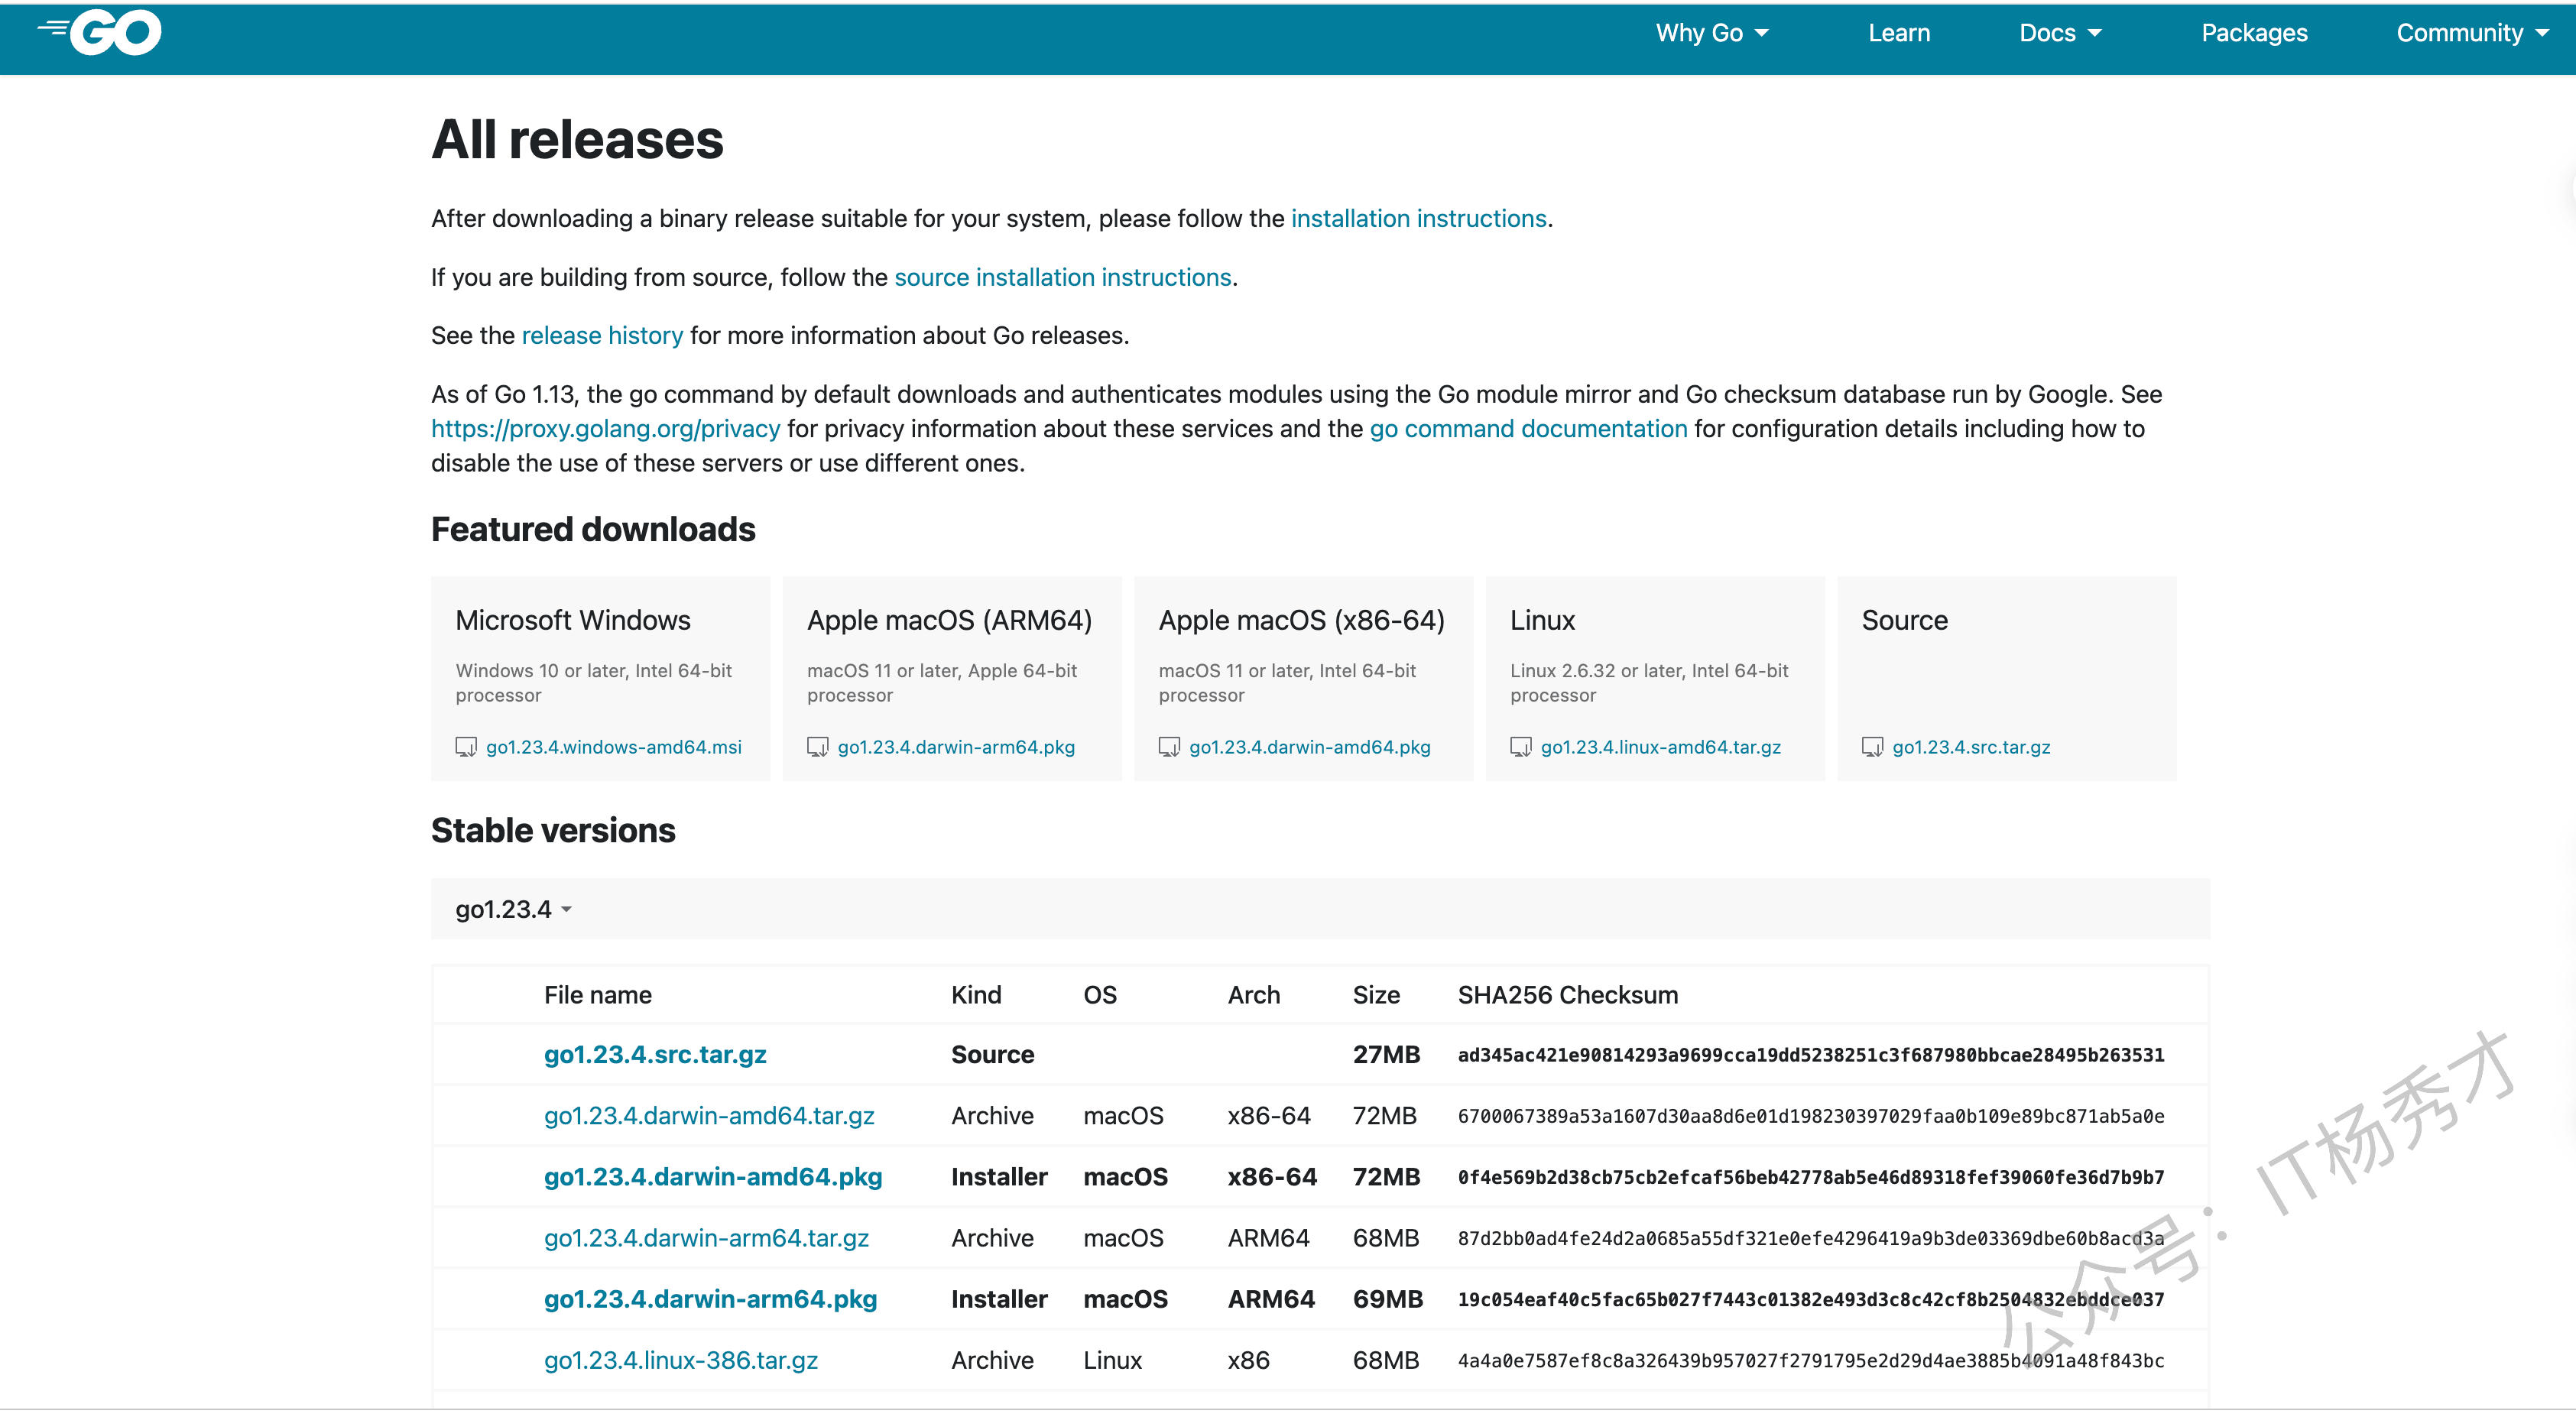 GO
Why Go
Learn
Docs
Packages
Community
All releases
After downloading a binary release suitable for your system, please follow the installation instructions.
If you are building from source, follow the source installation instructions.
See the release history for more information about Go releases.
As of Go 1.13, the go command by default downloads and authenticates modules using the Go module mirror and Go checksum database run by Google. See
https://proxy.golang.org/privacy for privacy information about these services and the go command documentation for configuration details including how to
disable the use of these servers or use different ones.
Featured downloads
Microsoft Windows
Windows 10 or later, Intel 64-bit
processor
go1.23.4.windows-amd64.msi
Apple macOS (ARM64)
macOS 11 or later, Apple 64-bit
processor
go1.23.4.darwin-arm64.pkg
Apple macOS (x86-64)
macOS 11 or later, Intel 64-bit
processor
go1.23.4.darwin-amd64.pkg
Linux
Linux 2.6.32 or later, Intel 64-bit
processor
go1.23.4.linux-amd64.tar.gz
Source
go1.23.4.src.tar.gz
Stable versions
go1.23.4
File name Kind OS Arch Size SHA256 Checksum
go1.23.4.src.tar.gz Source 27MB ad345ac421e90814293a9699cca19dd5238251c3f687980bbcae28495b263531
go1.23.4.darwin-amd64.tar.gz Archive macOS x86-64 72MB 6700067389a53a1607d30aa8d6e01d198230397029faa0b109e89bc871ab5a0e
go1.23.4.darwin-amd64.pkg Installer macOS x86-64 72MB 0f4e569b2d38cb75cb2efcaf56beb42778ab5e46d89318fef39060fe36d7b9b7
go1.23.4.darwin-arm64.tar.gz Archive macOS ARM64 68MB 87d2bb0ad4fe24d2a0685a55df321e0efe4296419a9b3de03369dbe60b8acd3a
go1.23.4.darwin-arm64.pkg Installer macOS ARM64 69MB 19c054eaf40c5fac65b027f7443c01382e493d3c8c42cf8b2504832ebddce037
go1.23.4.linux-386.tar.gz Archive Linux x86 68MB 4a4a0e7587ef8c8a326439b957027f2791795e2d29d4ae3885b4091a48f843bc
公众号：IT杨秀才